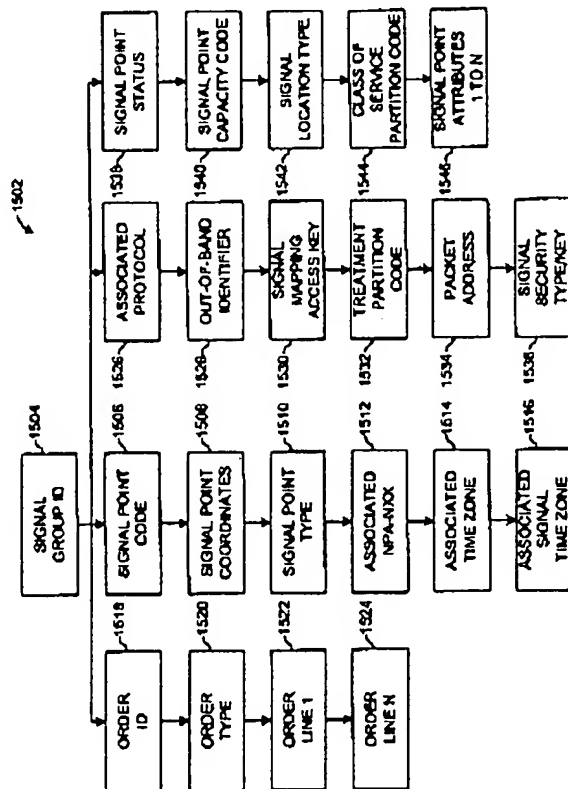 1502
1504
SIGNAL
GROUP ID
1518
ORDER
ID
1520
ORDER
TYPE
1522
ORDER
LINE 1
1524
ORDER
LINE N
1506
SIGNAL POINT
CODE
1508
SIGNAL POINT
COORDINATES
1510
SIGNAL POINT
TYPE
1512
ASSOCIATED
NPA-NXX
1514
ASSOCIATED
TIME ZONE
1516
ASSOCIATED
SIGNAL
TIME ZONE
1526
ASSOCIATED
PROTOCOL
1528
OUT-OF-BAND
IDENTIFIER
1530
SIGNAL
MAPPING
ACCESS KEY
1532
TREATMENT
PARTITION
CODE
1534
PACKET
ADDRESS
1536
SIGNAL
SECURITY
TYPE/KEY
1538
SIGNAL POINT
STATUS
1540
SIGNAL POINT
CAPACITY CODE
1542
SIGNAL
LOCATION TYPE
1544
CLASS OF
SERVICE
PARTITION CODE
1546
SIGNAL POINT
ATTRIBUTES
1 TO N